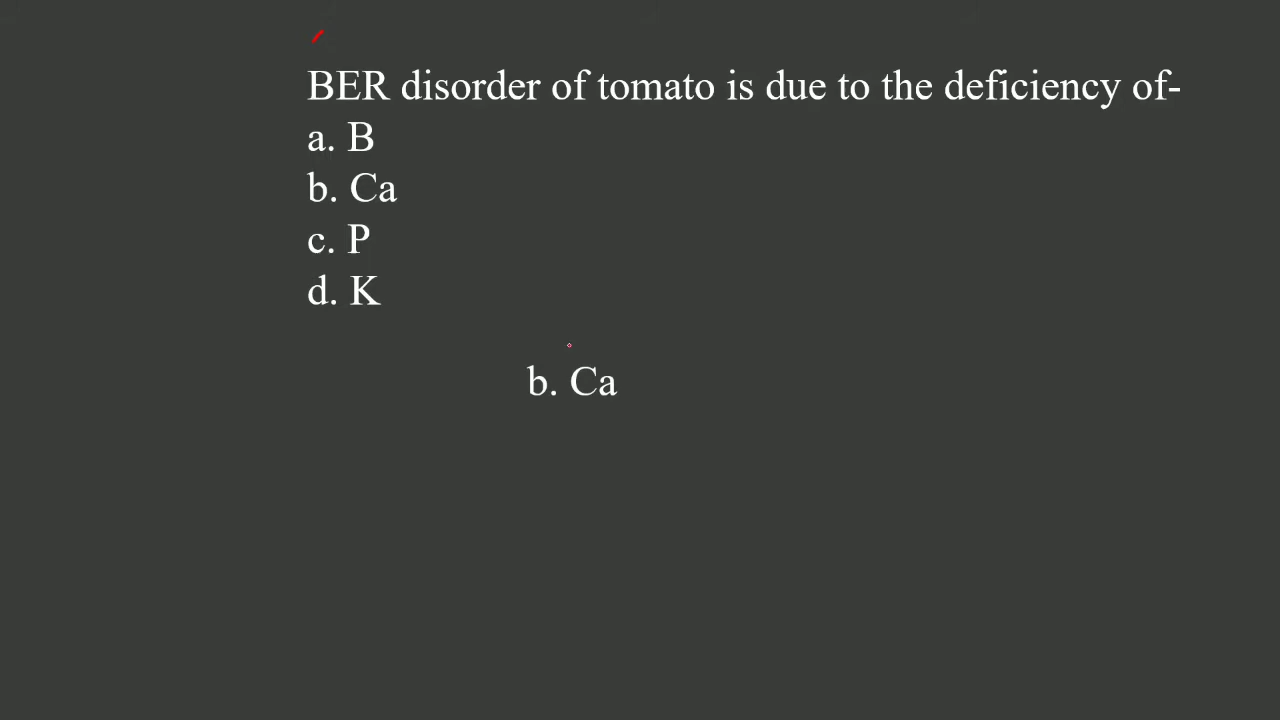 BER disorder of tomato is due to the deficiency of-
a. B
b. Ca
c. P
d. K
b. Ca